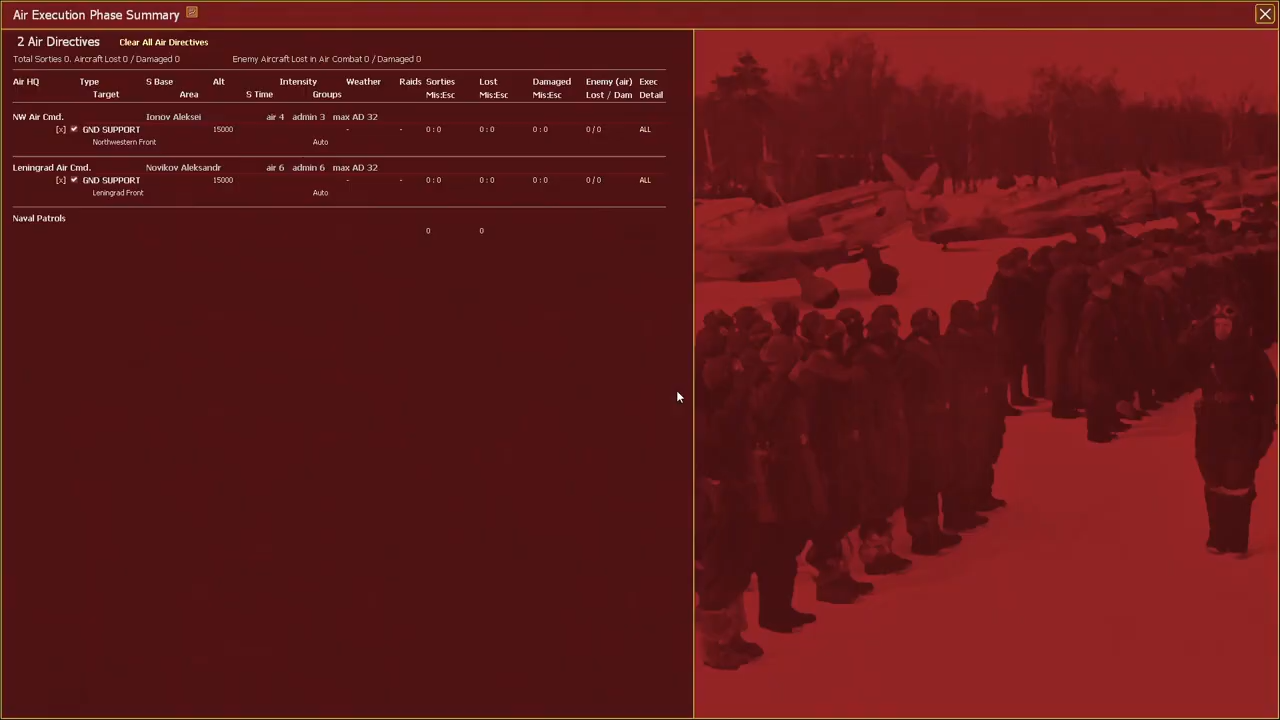 Air Execution Phase Summary
2 Air Directives Clear All Air Directives
Total Sorties 0. Aircraft Lost 0 / Damaged 0 Enemy Aircraft Lost in Air Combat 0 / Damaged 0
Air HQ Type S Base Alt Intensity Weather Raids Sorties Lost Damaged Enemy (air) Exec
Target Area S Time Groups Mis:Esc Mis:Esc Mis:Esc Lost / Dam Detail
NW Air Cmd. Ionov Aleksei air 4 admin 3 max AD 32
[x] GND SUPPORT 15000 - - 0 : 0 0 : 0 0 : 0 0 / 0 ALL
Northwestern Front Auto
Leningrad Air Cmd. Novikov Aleksandr air 6 admin 6 max AD 32
[x] GND SUPPORT 15000 - - 0 : 0 0 : 0 0 : 0 0 / 0 ALL
Leningrad Front Auto
Naval Patrols
0 0